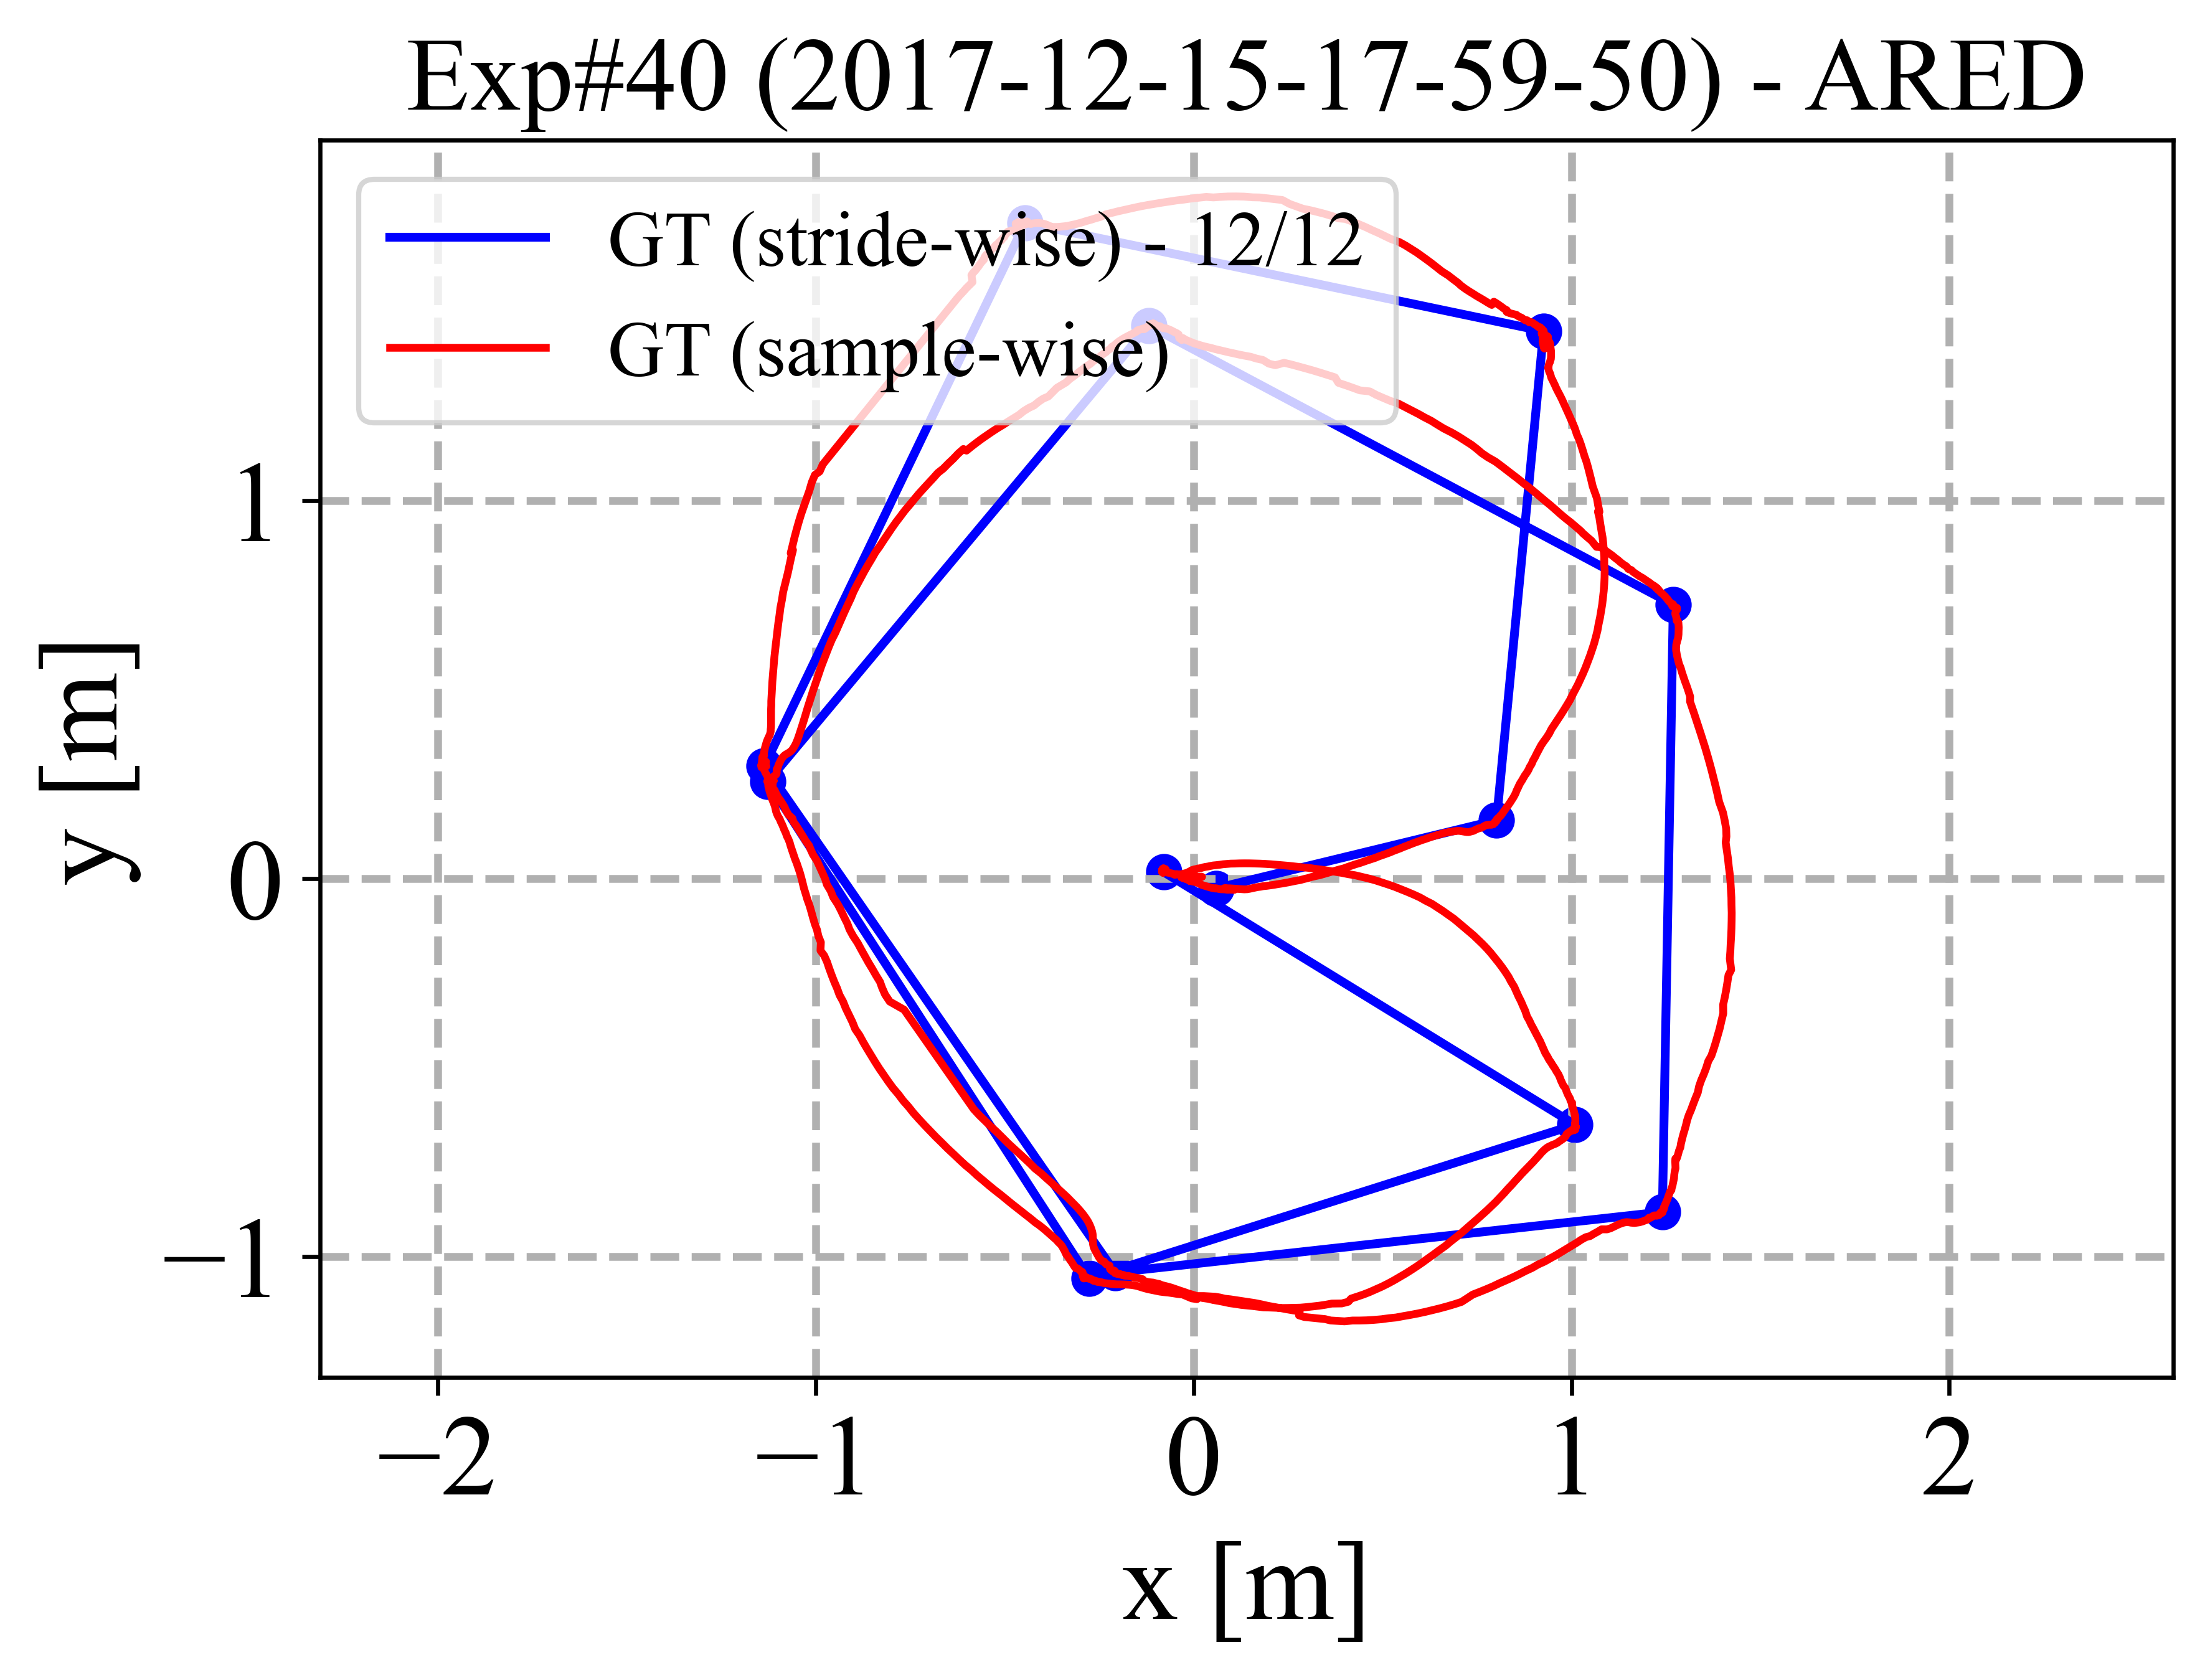 Exp#40 (2017-12-15-17-59-50) - ARED
GT (stride-wise) - 12/12
GT (sample-wise)
y [m]
1
0
−1
−2
−1
0
1
2
x [m]